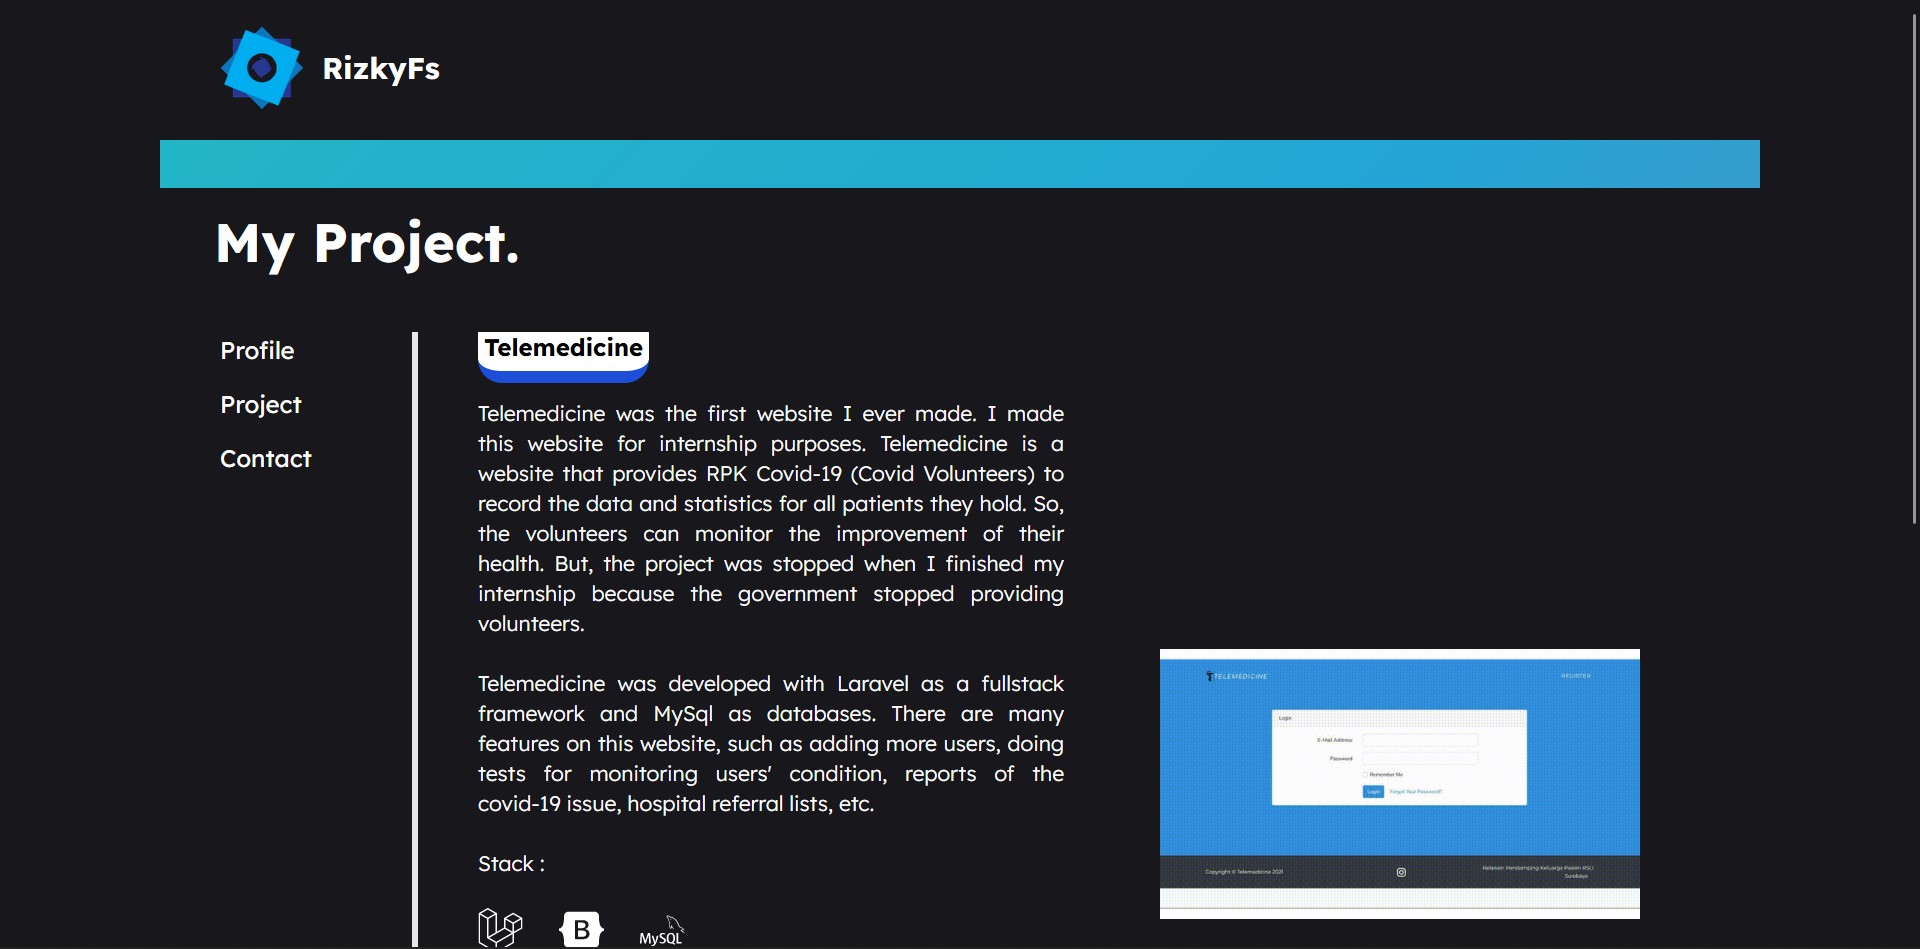 RizkyFs
My Project.
Profile
Project
Contact
Telemedicine
Telemedicine was the first website I ever made. I made
this website for internship purposes. Telemedicine is a
website that provides RPK Covid-19 (Covid Volunteers) to
record the data and statistics for all patients they hold. So,
the volunteers can monitor the improvement of their
health. But, the project was stopped when I finished my
internship because the government stopped providing
volunteers.
Telemedicine was developed with Laravel as a fullstack
framework and MySql as databases. There are many
features on this website, such as adding more users, doing
tests for monitoring users' condition, reports of the
covid-19 issue, hospital referral lists, etc.
Stack :
B
MySQL
TELEMEDICINE
REGISTER
Login
E-Mail Address
Password
Remember Me
Login
Forgot Your Password?
Copyright © Telemedicine 2021
Relawan Pendamping Keluarga Pasien RSLI
Surabaya